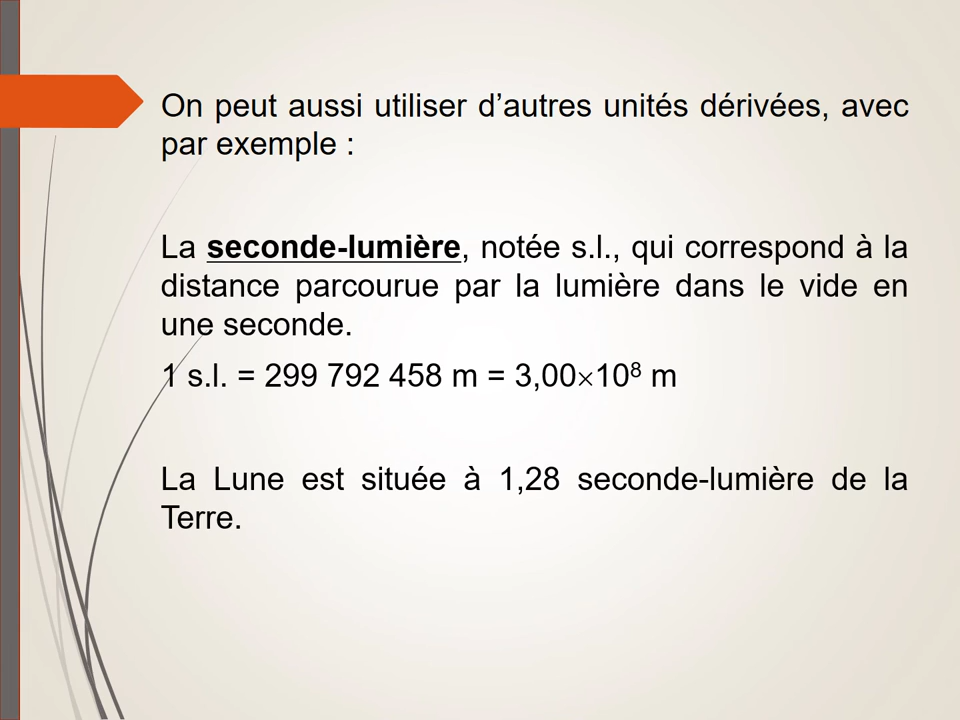 On peut aussi utiliser d’autres unités dérivées, avec
par exemple :
La seconde-lumière, notée s.l., qui correspond à la
distance parcourue par la lumière dans le vide en
une seconde.
1 s.l. = 299 792 458 m = 3,00×10⁸ m
La Lune est située à 1,28 seconde-lumière de la
Terre.